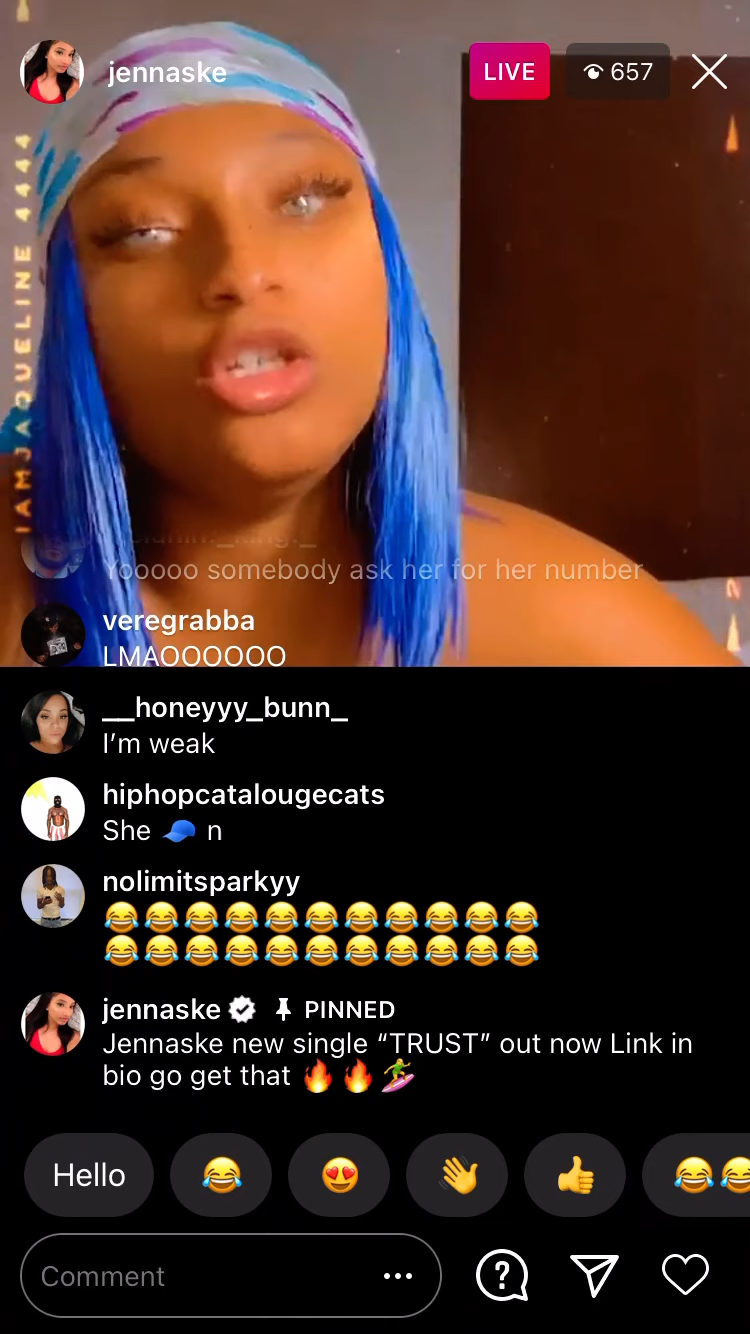 jennaske
LIVE
657
IAMJAQUELINE 4444
Yooooo somebody ask her for her number
veregrabba
LMAOOOOOO
__honeyyy_bunn_
I’m weak
hiphopcatalougecats
She 🧢 n
nolimitsparkyy
😂😂😂😂😂😂😂😂😂😂😂
😂😂😂😂😂😂😂😂😂😂😂
jennaske PINNED
Jennaske new single “TRUST” out now Link in
bio go get that 🔥🔥🏄
Hello 😂 😍 👋 👍 😂😂
Comment